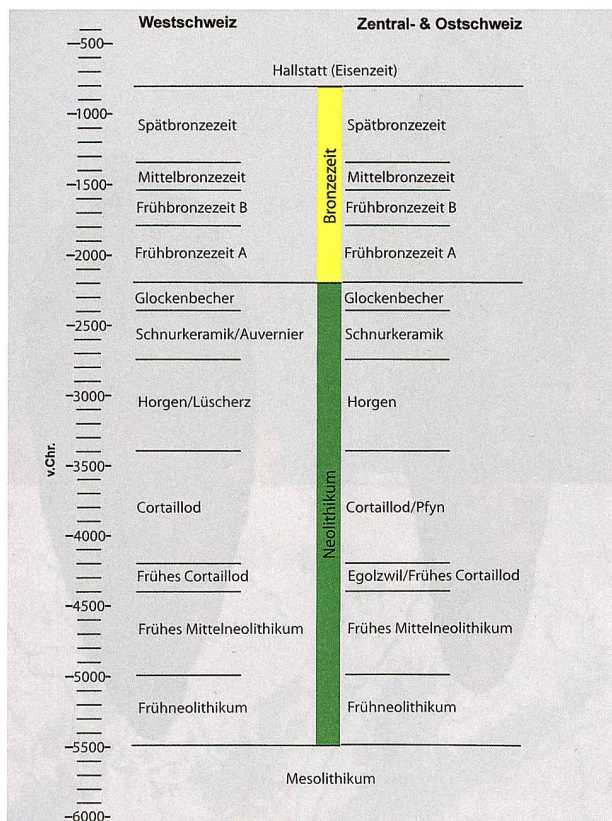 Westschweiz Zentral- & Ostschweiz
-500-
Hallstatt (Eisenzeit)
-1000-
Spätbronzezeit Spätbronzezeit
Mittelbronzezeit Mittelbronzezeit
-1500-
Frühbronzezeit B Frühbronzezeit B
Bronzezeit
-2000-
Frühbronzezeit A Frühbronzezeit A
Glockenbecher Glockenbecher
-2500-
Schnurkeramik/Auvernier Schnurkeramik
-3000-
Horgen/Lüscherz Horgen
v.Chr.
-3500-
Cortaillod Cortaillod/Pfyn
Neolithikum
-4000-
Frühes Cortaillod Egolzwil/Frühes Cortaillod
-4500-
Frühes Mittelneolithikum Frühes Mittelneolithikum
-5000-
Frühneolithikum Frühneolithikum
-5500-
Mesolithikum
-6000-